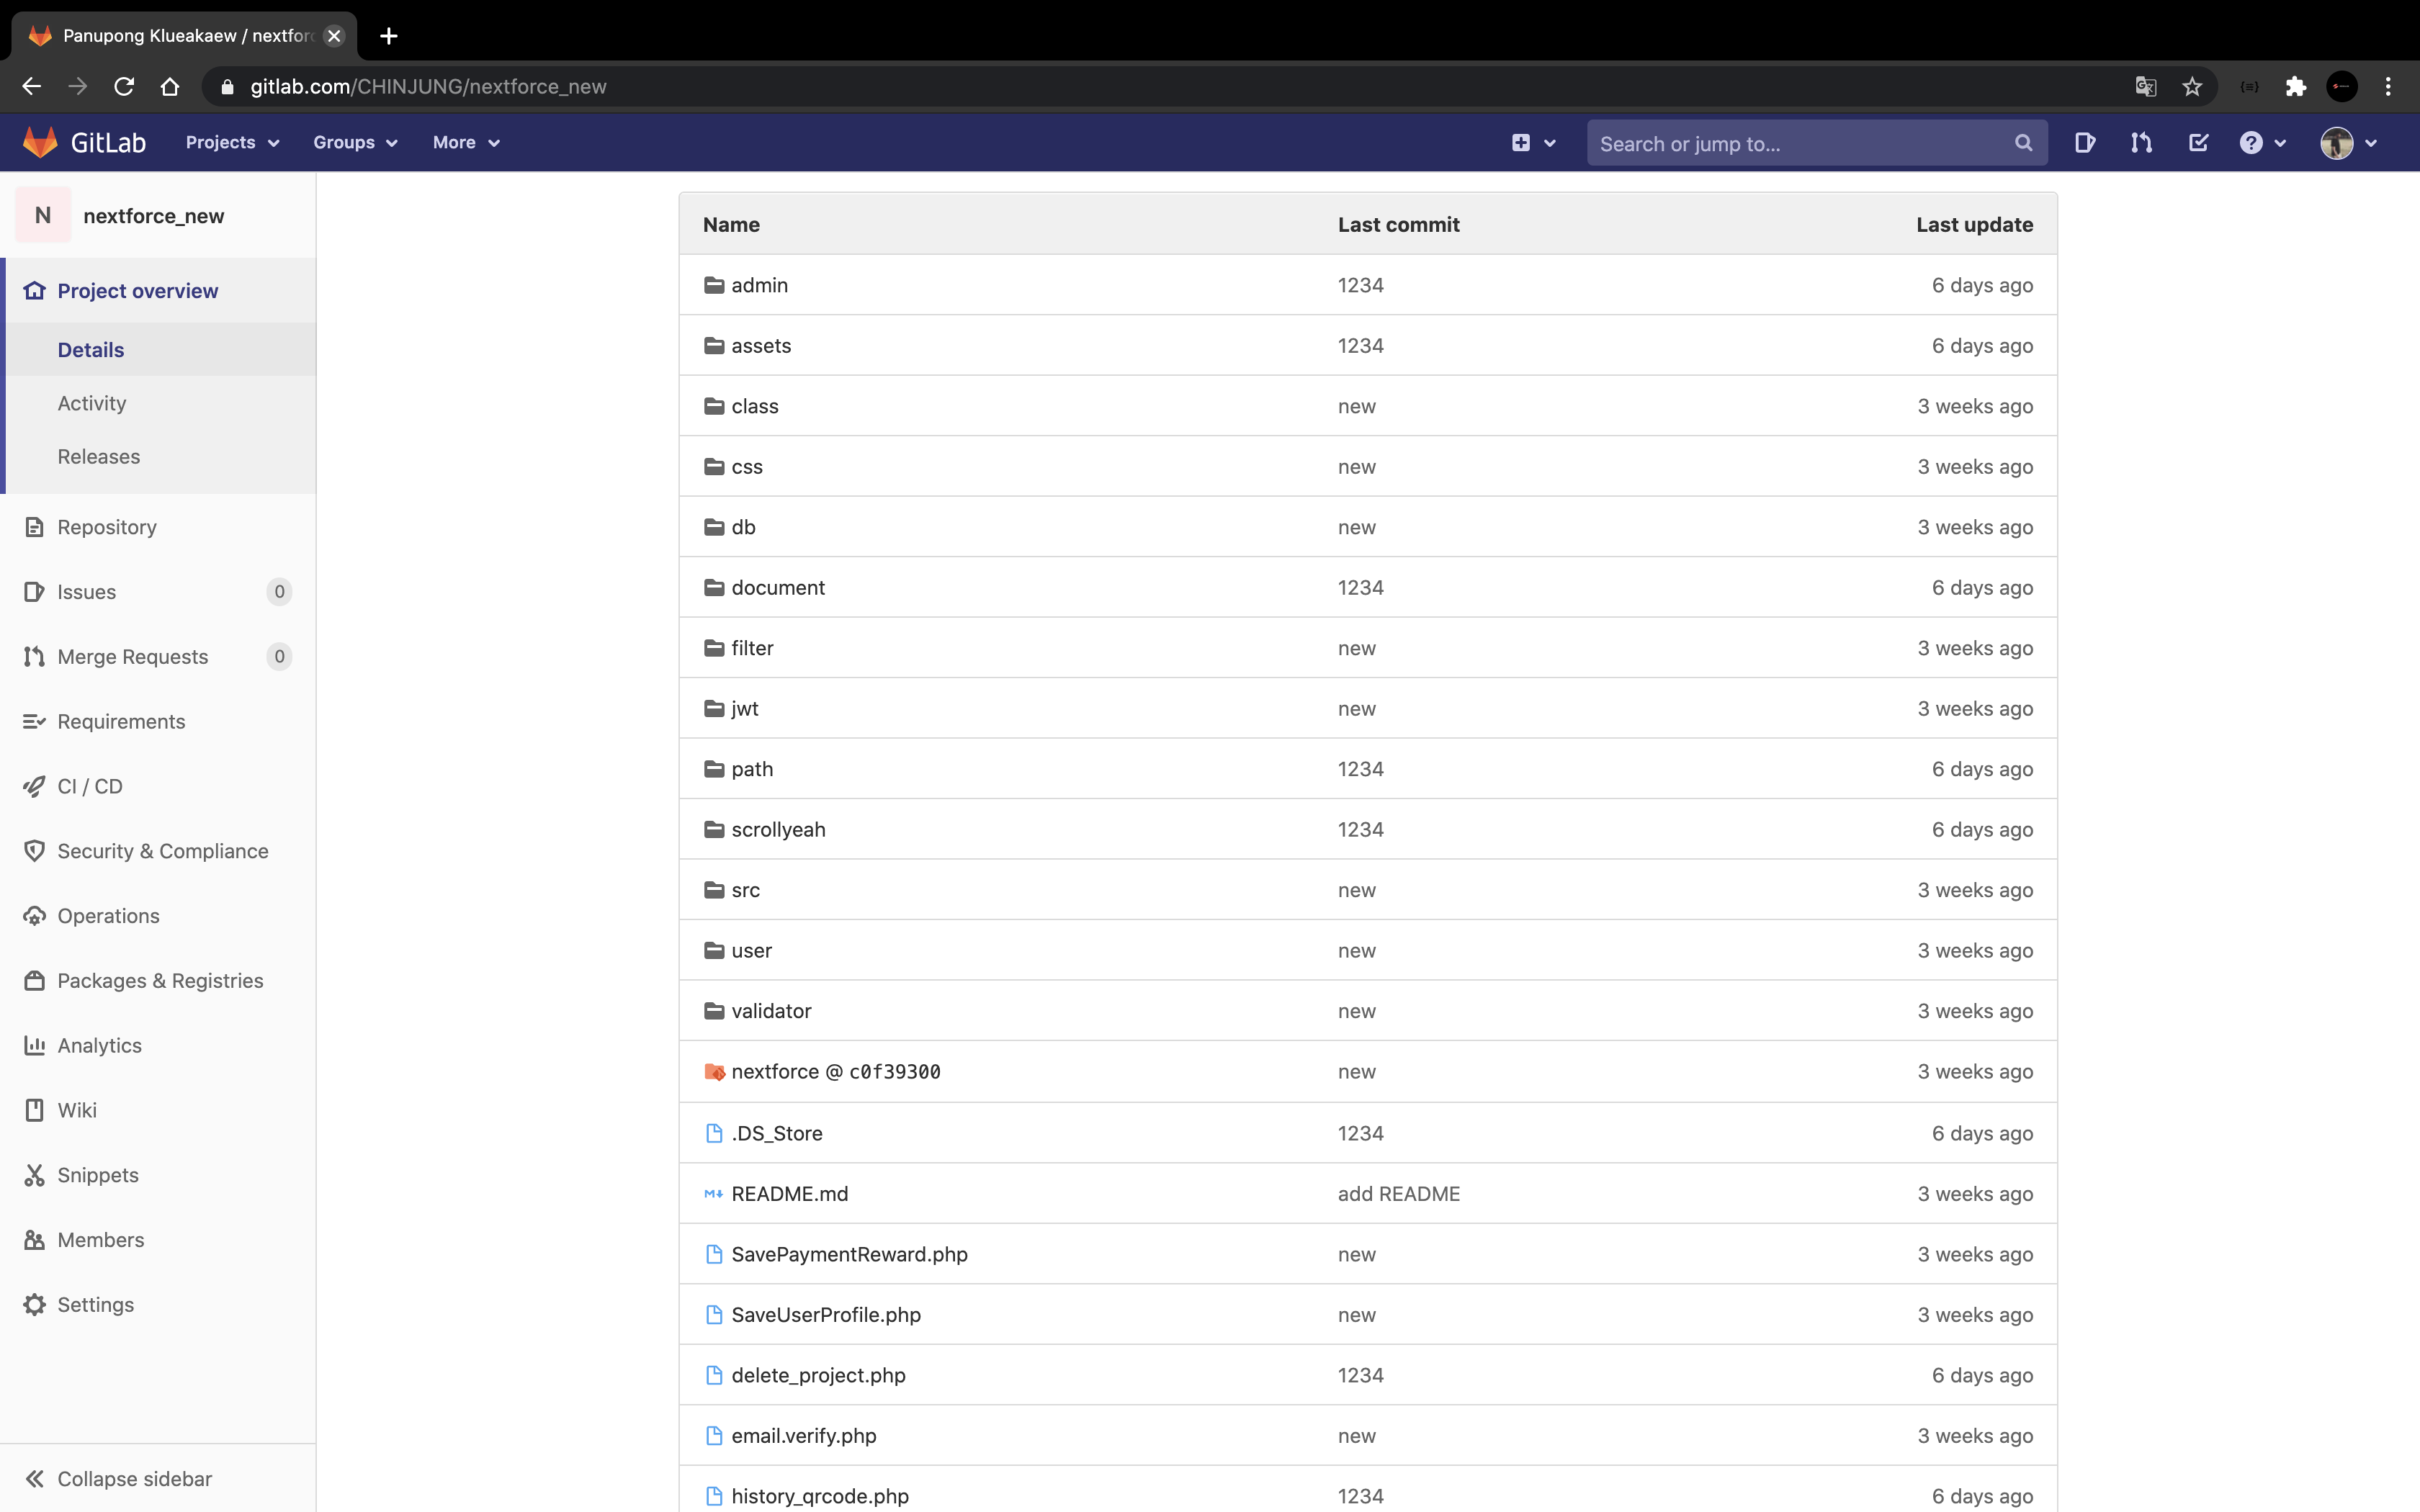 Panupong Klueakaew / nextforc
gitlab.com/CHINJUNG/nextforce_new
GitLab Projects Groups More Search or jump to...
N nextforce_new
Project overview
Details
Activity
Releases
Repository
Issues 0
Merge Requests 0
Requirements
CI / CD
Security & Compliance
Operations
Packages & Registries
Analytics
Wiki
Snippets
Members
Settings
Collapse sidebar
Name Last commit Last update
admin 1234 6 days ago
assets 1234 6 days ago
class new 3 weeks ago
css new 3 weeks ago
db new 3 weeks ago
document 1234 6 days ago
filter new 3 weeks ago
jwt new 3 weeks ago
path 1234 6 days ago
scrollyeah 1234 6 days ago
src new 3 weeks ago
user new 3 weeks ago
validator new 3 weeks ago
nextforce @ c0f39300 new 3 weeks ago
.DS_Store 1234 6 days ago
README.md add README 3 weeks ago
SavePaymentReward.php new 3 weeks ago
SaveUserProfile.php new 3 weeks ago
delete_project.php 1234 6 days ago
email.verify.php new 3 weeks ago
history_qrcode.php 1234 6 days ago